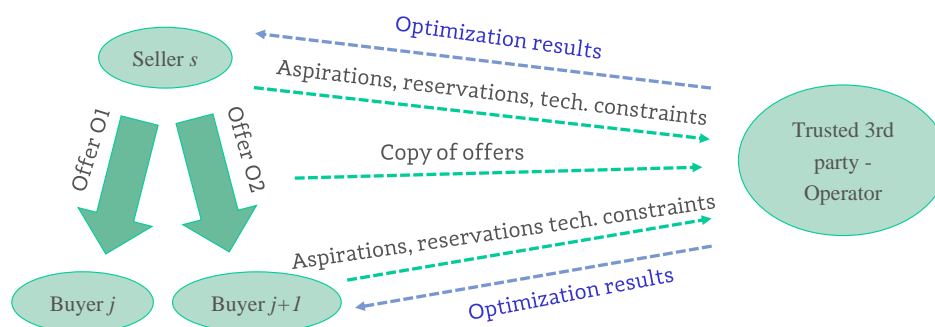 Optimization results
Seller s
Aspirations, reservations, tech. constraints
Offer O1
Offer O2
Trusted 3rd
party -
Operator
Copy of offers
Aspirations, reservations tech. constraints
Buyer j
Buyer j+1
Optimization results